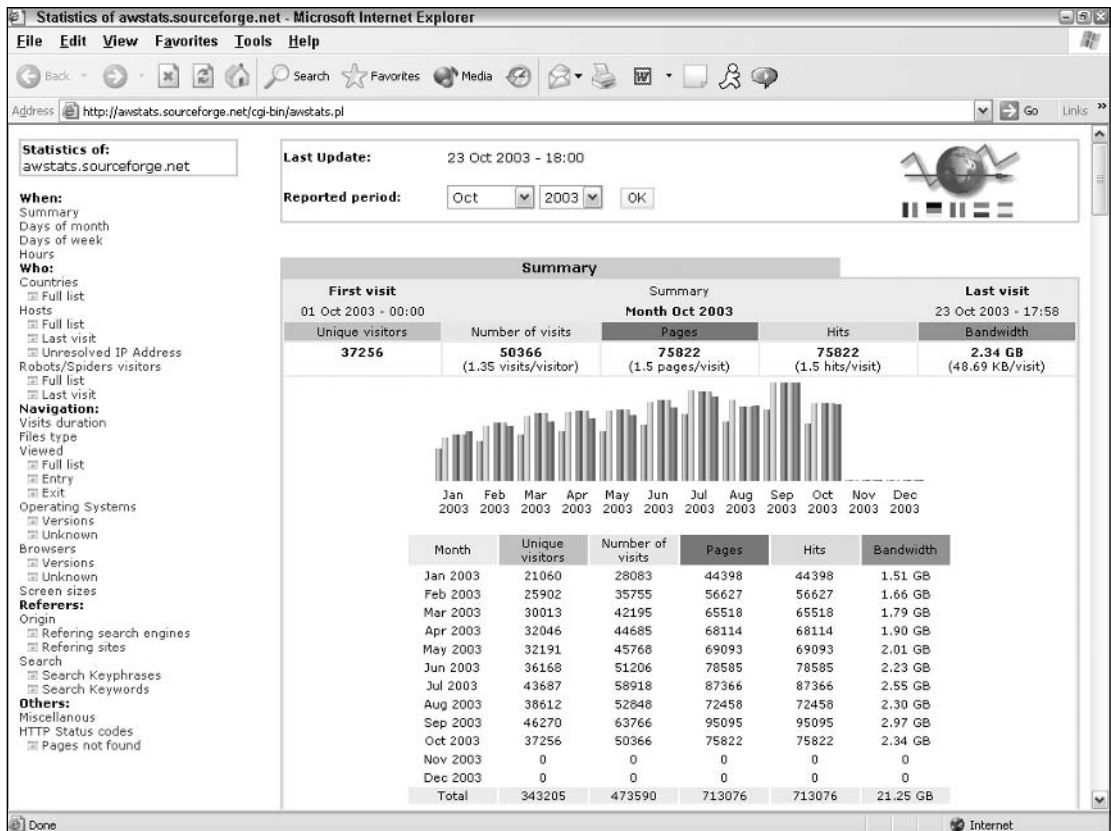 Statistics of awstats.sourceforge.net - Microsoft Internet Explorer
File Edit View Favorites Tools Help
Back Search Favorites Media
Address http://awstats.sourceforge.net/cgi-bin/awstats.pl Go Links »
Statistics of:
awstats.sourceforge.net
When:
Summary
Days of month
Days of week
Hours
Who:
Countries
Full list
Hosts
Full list
Last visit
Unresolved IP Address
Robots/Spiders visitors
Full list
Last visit
Navigation:
Visits duration
Files type
Viewed
Full list
Entry
Exit
Operating Systems
Versions
Unknown
Browsers
Versions
Unknown
Screen sizes
Referers:
Origin
Refering search engines
Refering sites
Search
Search Keyphrases
Search Keywords
Others:
Miscellanous
HTTP Status codes
Pages not found
Last Update: 23 Oct 2003 - 18:00
Reported period: Oct 2003 OK
Summary
First visit Summary Last visit
01 Oct 2003 - 00:00 Month Oct 2003 23 Oct 2003 - 17:58
Unique visitors Number of visits Pages Hits Bandwidth
37256 50366 75822 75822 2.34 GB
(1.35 visits/visitor) (1.5 pages/visit) (1.5 hits/visit) (48.69 KB/visit)
Jan Feb Mar Apr May Jun Jul Aug Sep Oct Nov Dec
2003 2003 2003 2003 2003 2003 2003 2003 2003 2003 2003 2003
Month Unique visitors Number of visits Pages Hits Bandwidth
Jan 2003 21060 28083 44398 44398 1.51 GB
Feb 2003 25902 35755 56627 56627 1.66 GB
Mar 2003 30013 42195 65518 65518 1.79 GB
Apr 2003 32046 44685 68114 68114 1.90 GB
May 2003 32191 45768 69093 69093 2.01 GB
Jun 2003 36168 51206 78585 78585 2.23 GB
Jul 2003 43687 58918 87366 87366 2.55 GB
Aug 2003 38612 52848 72458 72458 2.30 GB
Sep 2003 46270 63766 95095 95095 2.97 GB
Oct 2003 37256 50366 75822 75822 2.34 GB
Nov 2003 0 0 0 0 0
Dec 2003 0 0 0 0 0
Total 343205 473590 713076 713076 21.25 GB
Done Internet